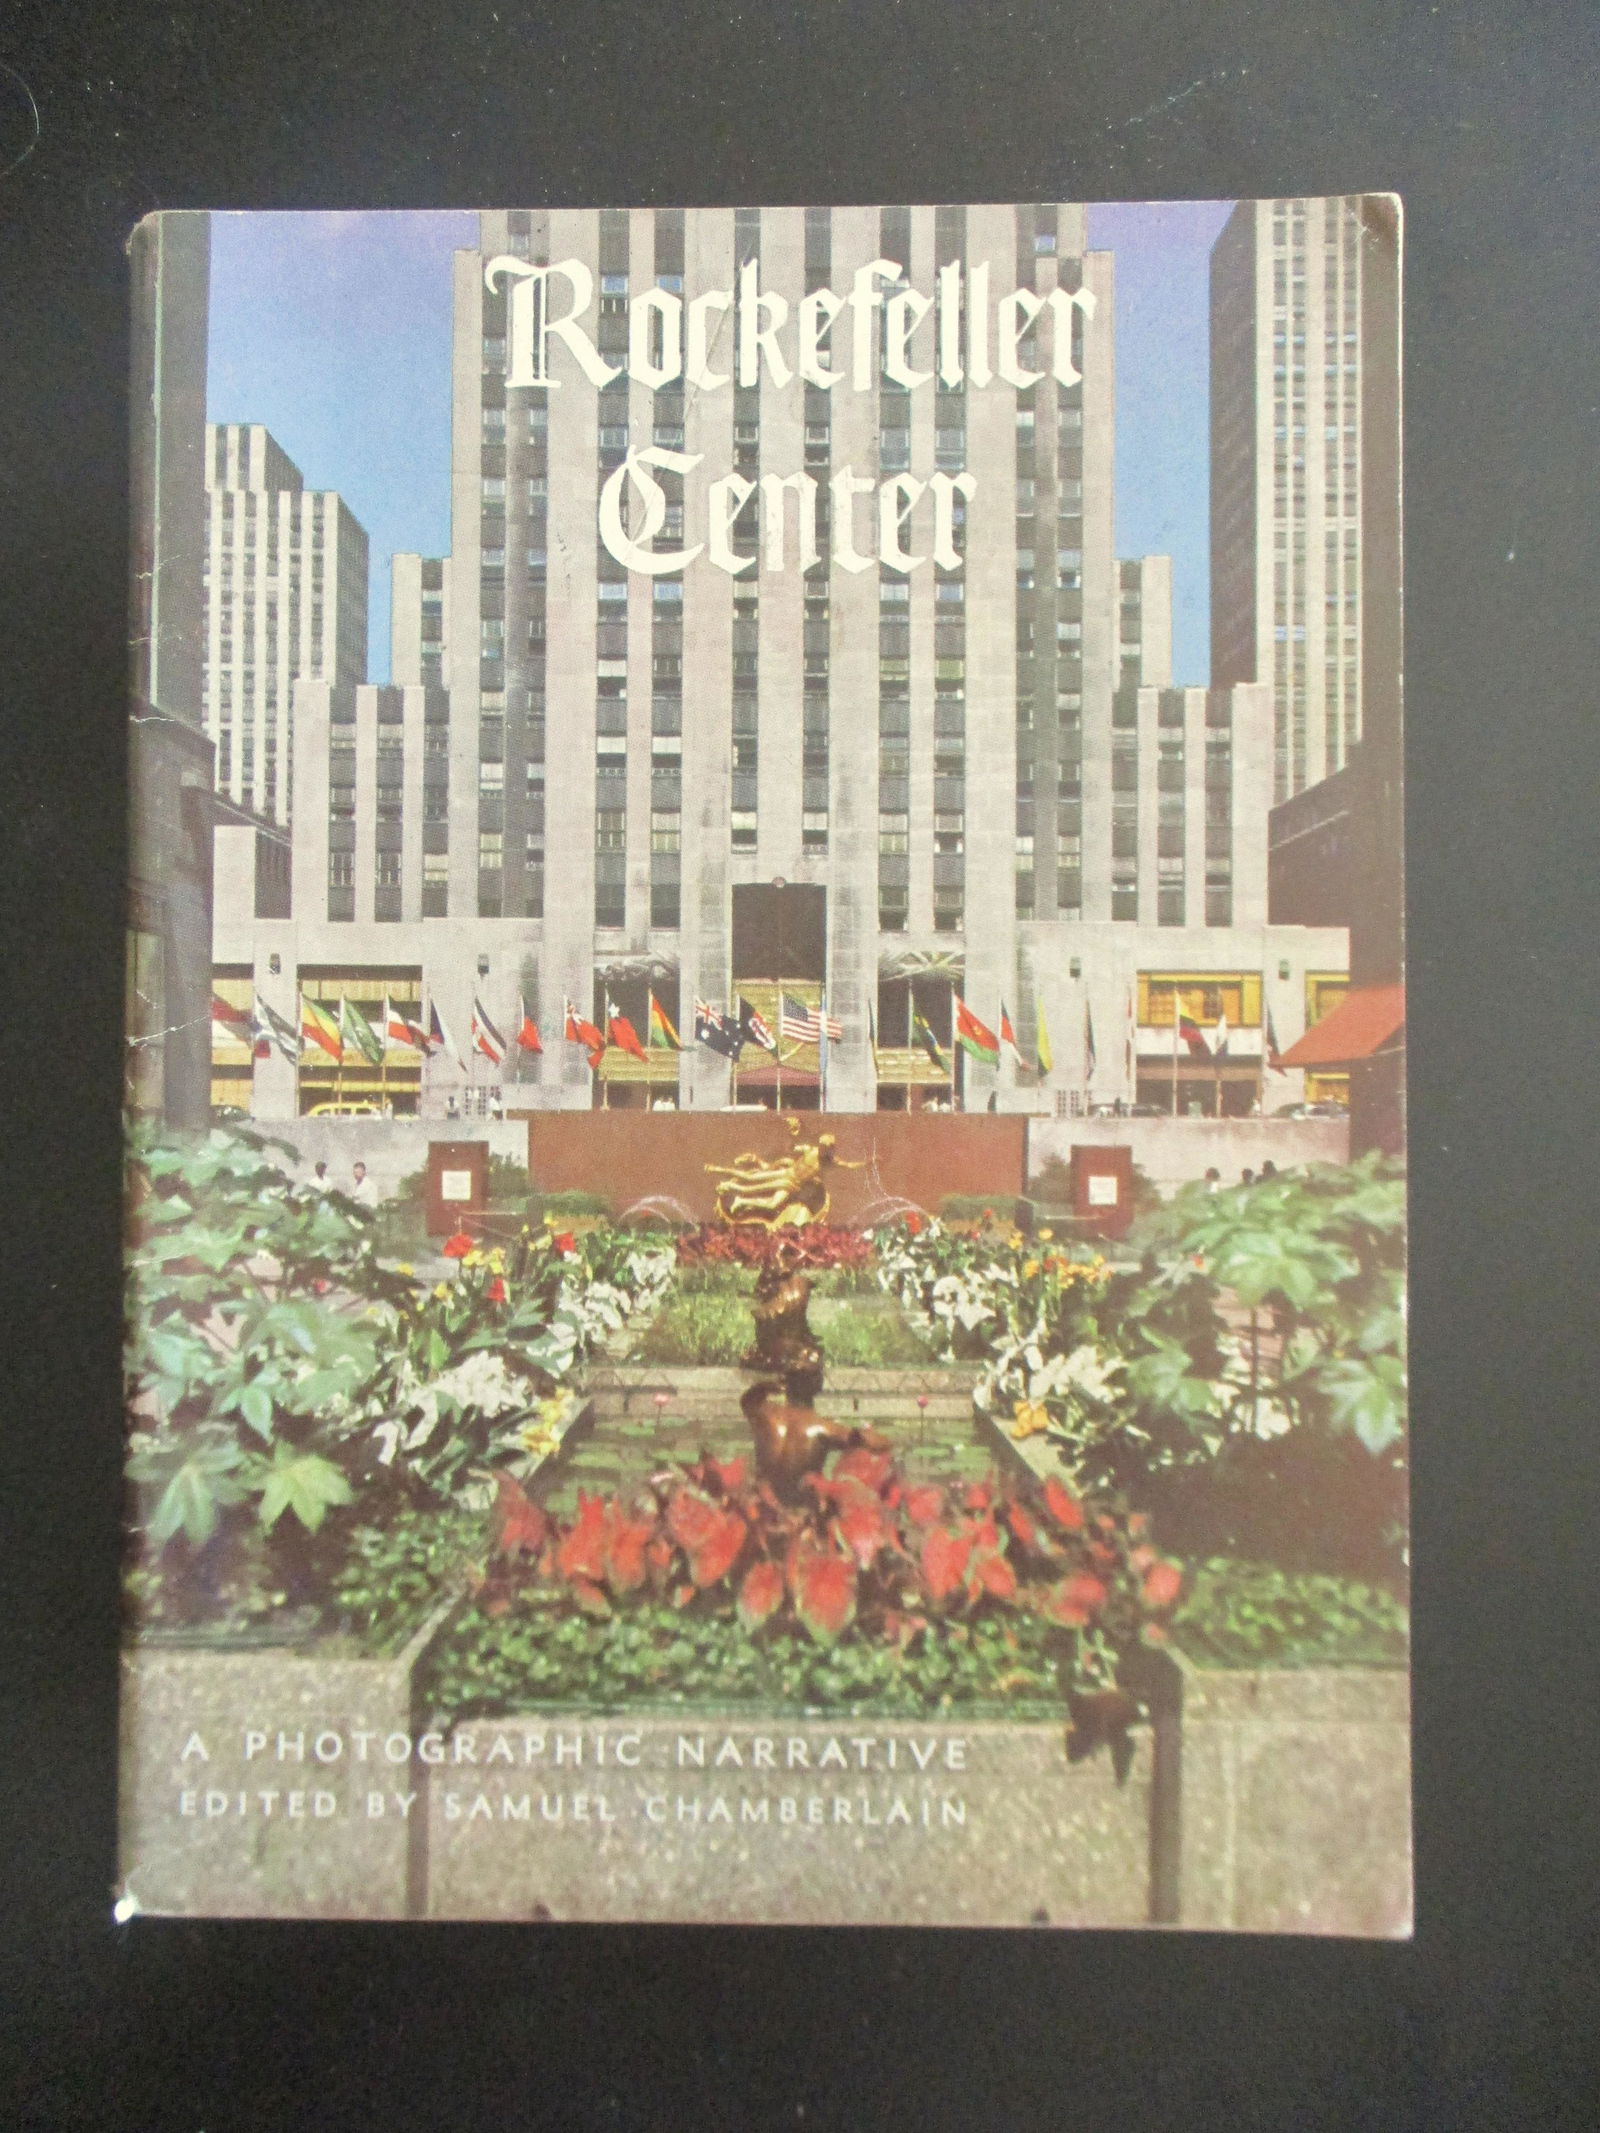 Rockefeller
Center
A PHOTOGRAPHIC NARRATIVE
EDITED BY SAMUEL CHAMBERLAIN